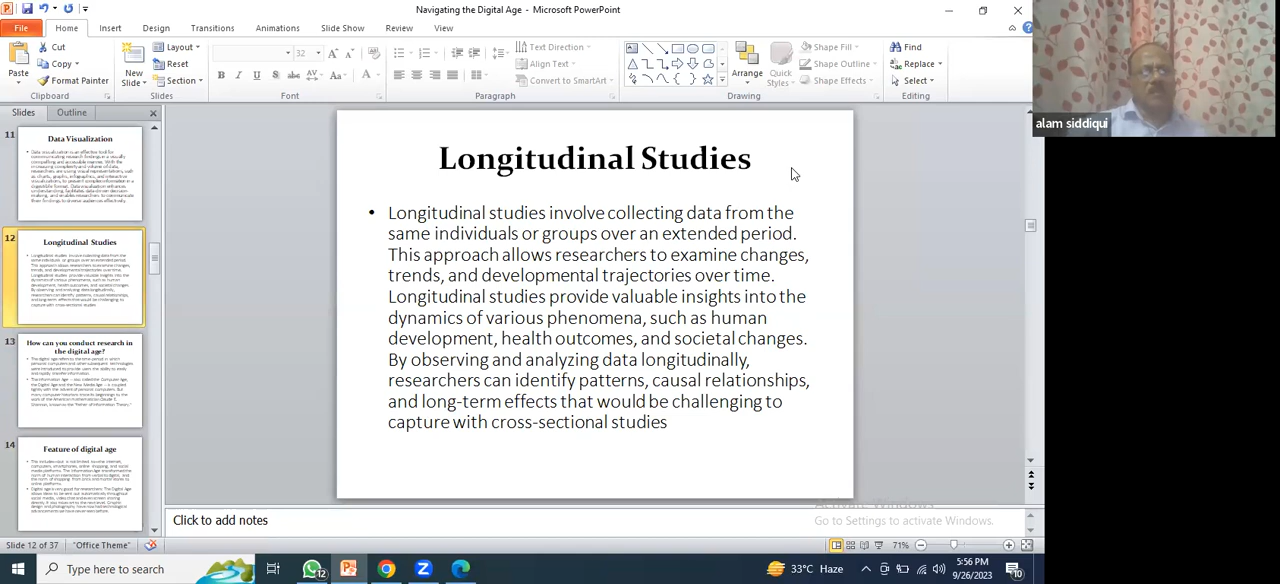 Navigating the Digital Age - Microsoft PowerPoint
File Home Insert Design Transitions Animations Slide Show Review View
Paste
Cut
Copy
Format Painter
Clipboard
New Slide
Layout
Reset
Section
Slides
32
B I U S abc AV Aa A
Font
Text Direction
Align Text
Convert to SmartArt
Paragraph
Arrange
Quick Styles
Shape Fill
Shape Outline
Shape Effects
Drawing
Find
Replace
Select
Editing
alam siddiqui
Slides Outline
11
Data Visualization
12
Longitudinal Studies
13
How can you conduct research in
the digital age?
14
Feature of digital age
Longitudinal Studies
• Longitudinal studies involve collecting data from the
same individuals or groups over an extended period.
This approach allows researchers to examine changes,
trends, and developmental trajectories over time.
Longitudinal studies provide valuable insights into the
dynamics of various phenomena, such as human
development, health outcomes, and societal changes.
By observing and analyzing data longitudinally,
researchers can identify patterns, causal relationships,
and long-term effects that would be challenging to
capture with cross-sectional studies
Activate Windows
Go to Settings to activate Windows.
Click to add notes
Slide 12 of 37 "Office Theme" 71%
Type here to search
12
33°C Haze
5:56 PM
9/26/2023
10